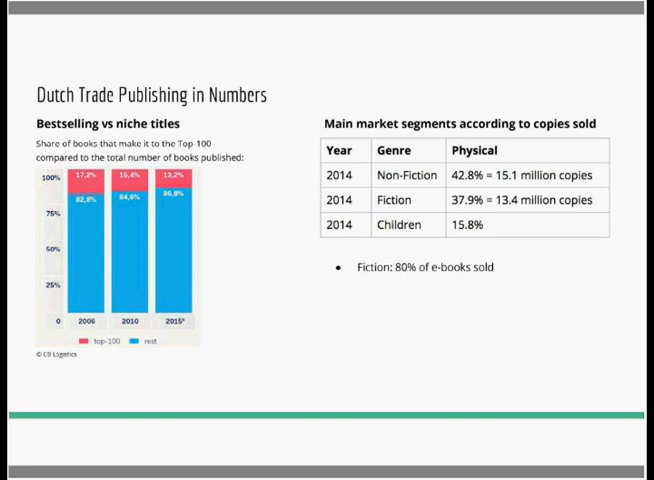 Dutch Trade Publishing in Numbers
Bestselling vs niche titles
Share of books that make it to the Top 100
compared to the total number of books published:
100%
17,2%
15,4%
13,2%
82,8%
84,6%
86,8%
75%
50%
25%
0
2006
2010
2015*
top-100
rest
© CB Logistics
Main market segments according to copies sold
Year Genre Physical
2014 Non-Fiction 42.8% = 15.1 million copies
2014 Fiction 37.9% = 13.4 million copies
2014 Children 15.8%
• Fiction: 80% of e-books sold